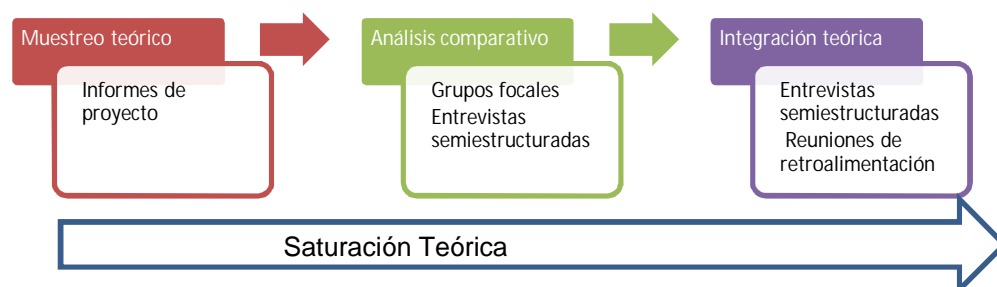 Muestreo teórico
Informes de
proyecto
Análisis comparativo
Grupos focales
Entrevistas
semiestructuradas
Integración teórica
Entrevistas
semiestructuradas
Reuniones de
retroalimentación
Saturación Teórica